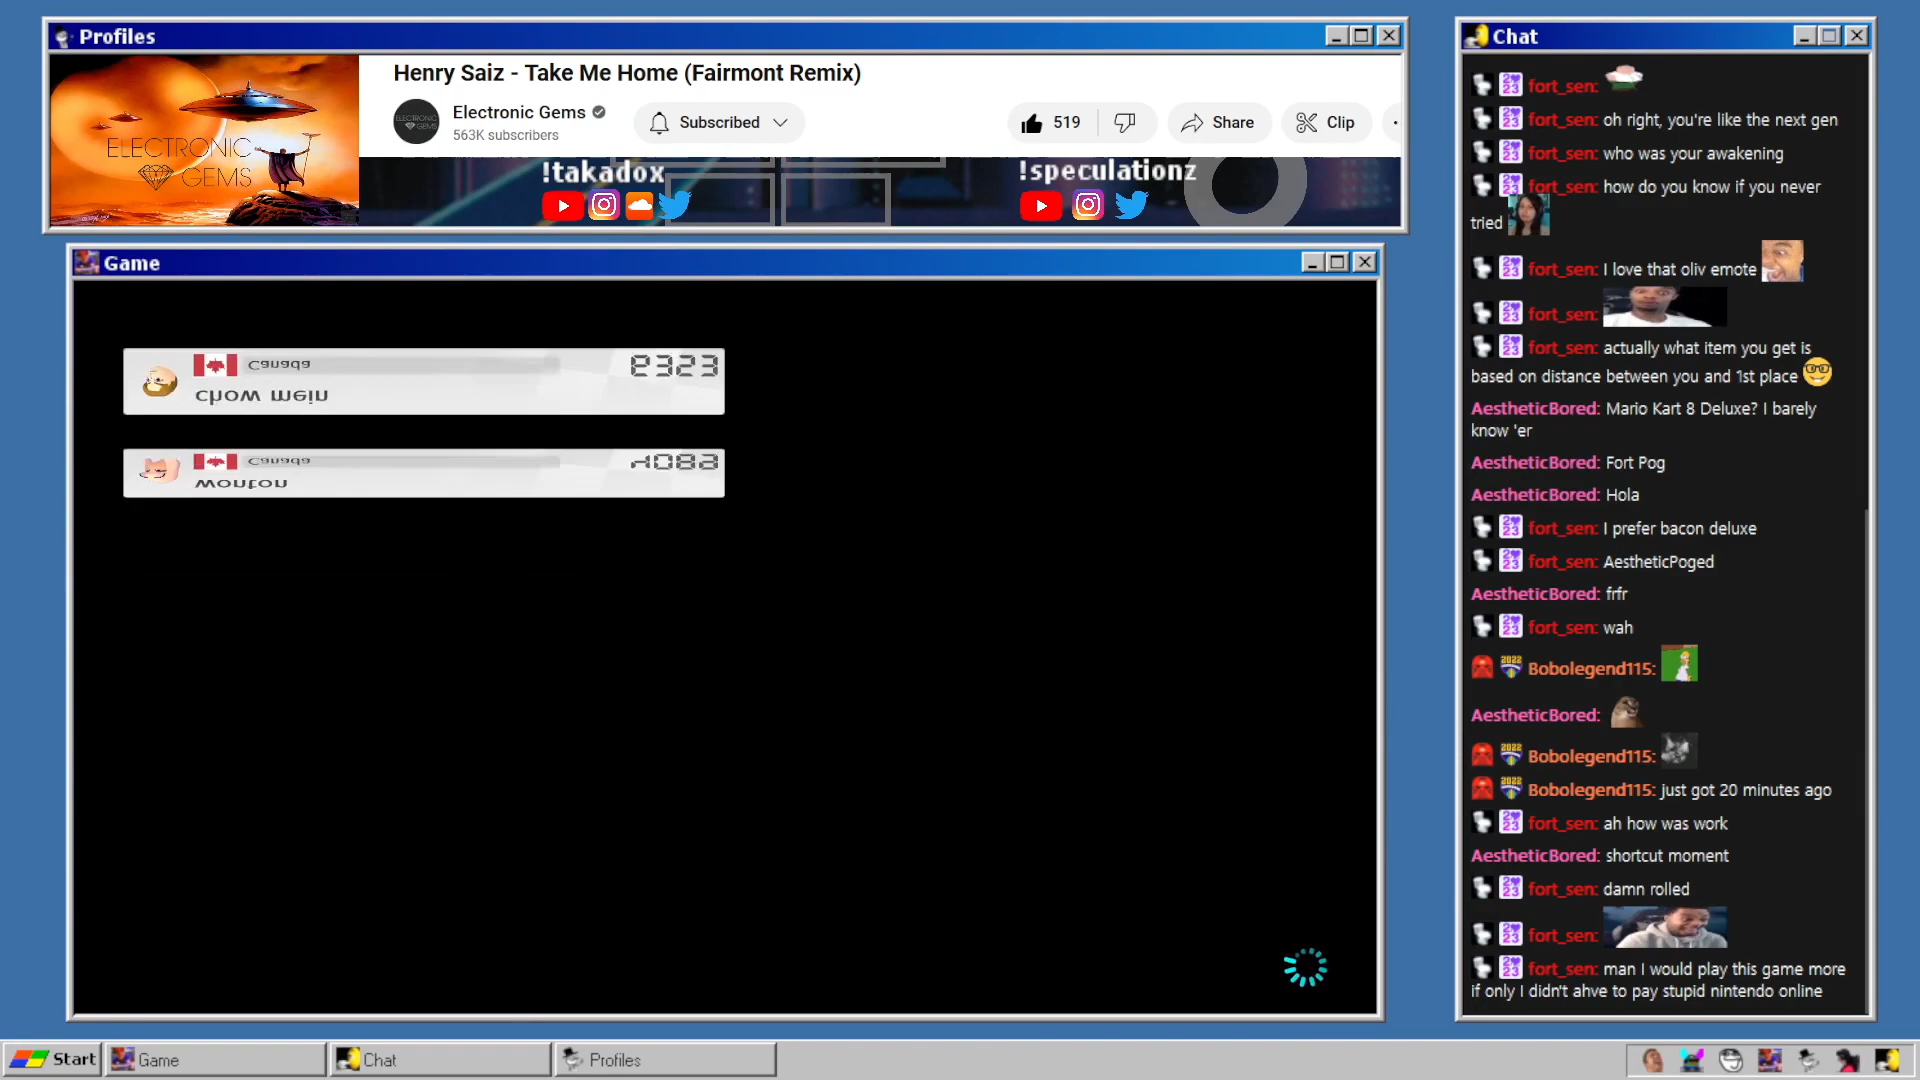 Profiles
Henry Saiz - Take Me Home (Fairmont Remix)
Electronic Gems
563K subscribers
Subscribed
519
Share
Clip
ELECTRONIC
GEMS
!takadox
!speculationz
Game
Canada
chow mein
Canada
wonton
Chat
fort_sen:
fort_sen: oh right, you're like the next gen
fort_sen: who was your awakening
fort_sen: how do you know if you never
tried
fort_sen: I love that oliv emote
fort_sen:
fort_sen: actually what item you get is
based on distance between you and 1st place
AestheticBored: Mario Kart 8 Deluxe? I barely
know 'er
AestheticBored: Fort Pog
AestheticBored: Hola
fort_sen: I prefer bacon deluxe
fort_sen: AestheticPoged
AestheticBored: frfr
fort_sen: wah
Bobolegend115:
AestheticBored:
Bobolegend115:
Bobolegend115: just got 20 minutes ago
fort_sen: ah how was work
AestheticBored: shortcut moment
fort_sen: damn rolled
fort_sen:
fort_sen: man I would play this game more
if only I didn't ahve to pay stupid nintendo online
Start
Game
Chat
Profiles